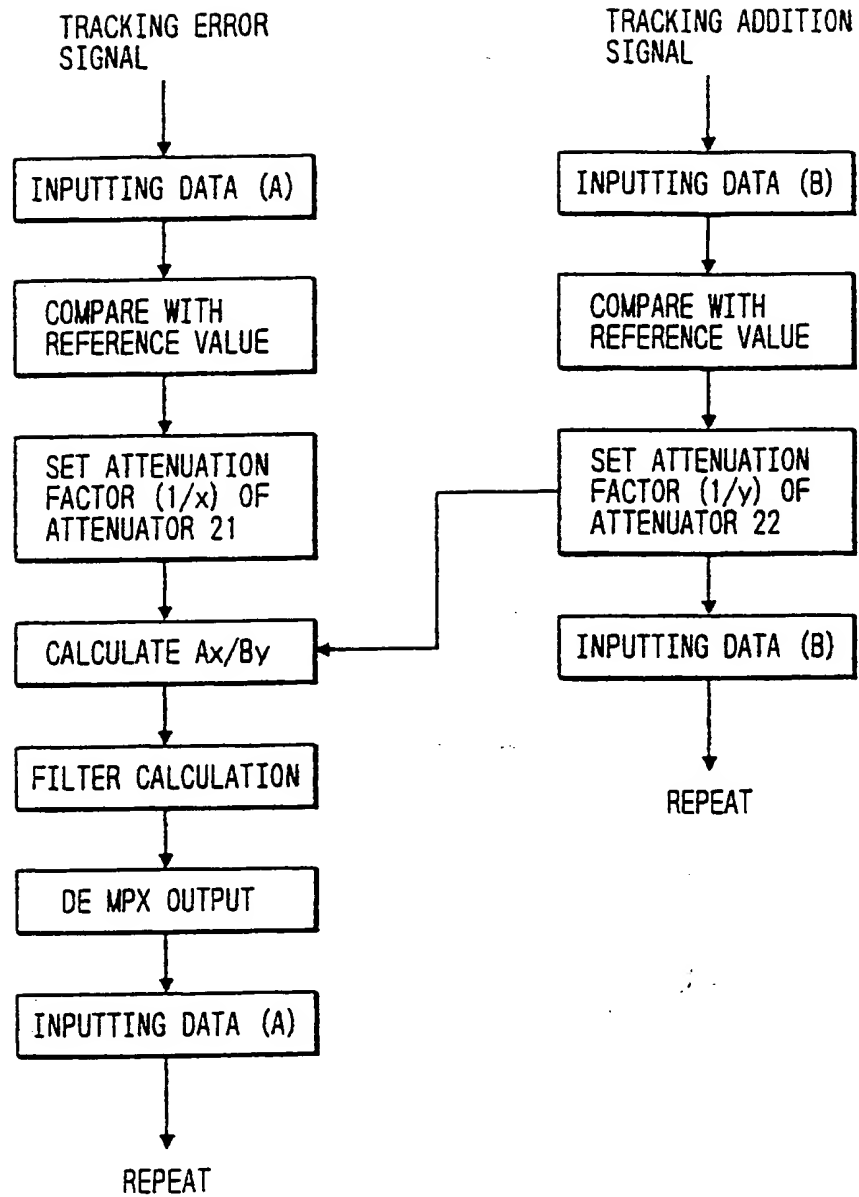 TRACKING ERROR
SIGNAL
INPUTTING DATA (A)
COMPARE WITH
REFERENCE VALUE
SET ATTENUATION
FACTOR (1/x) OF
ATTENUATOR 21
CALCULATE Ax/By
FILTER CALCULATION
DE MPX OUTPUT
INPUTTING DATA (A)
REPEAT
TRACKING ADDITION
SIGNAL
INPUTTING DATA (B)
COMPARE WITH
REFERENCE VALUE
SET ATTENUATION
FACTOR (1/y) OF
ATTENUATOR 22
INPUTTING DATA (B)
REPEAT